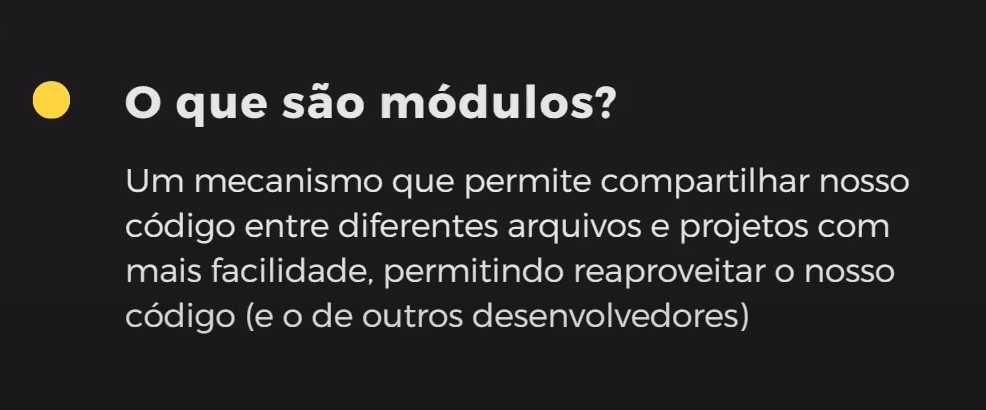 O que são módulos?
Um mecanismo que permite compartilhar nosso
código entre diferentes arquivos e projetos com
mais facilidade, permitindo reaproveitar o nosso
código (e o de outros desenvolvedores)